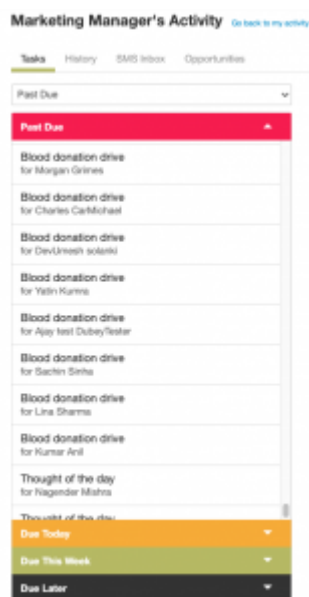 Marketing Manager's Activity Go back to my activity
Tasks History SMS Inbox Opportunities
Past Due
Past Due
Blood donation drive
for Morgan Grimes
Blood donation drive
for Charles CarMichael
Blood donation drive
for DevUmesh solanki
Blood donation drive
for Yatin Kumra
Blood donation drive
for Ajay test DubeyTester
Blood donation drive
for Sachin Sinha
Blood donation drive
for Lina Sharma
Blood donation drive
for Kumar Anil
Thought of the day
for Nagender Mishra
Thought of the day
Due Today
Due This Week
Due Later